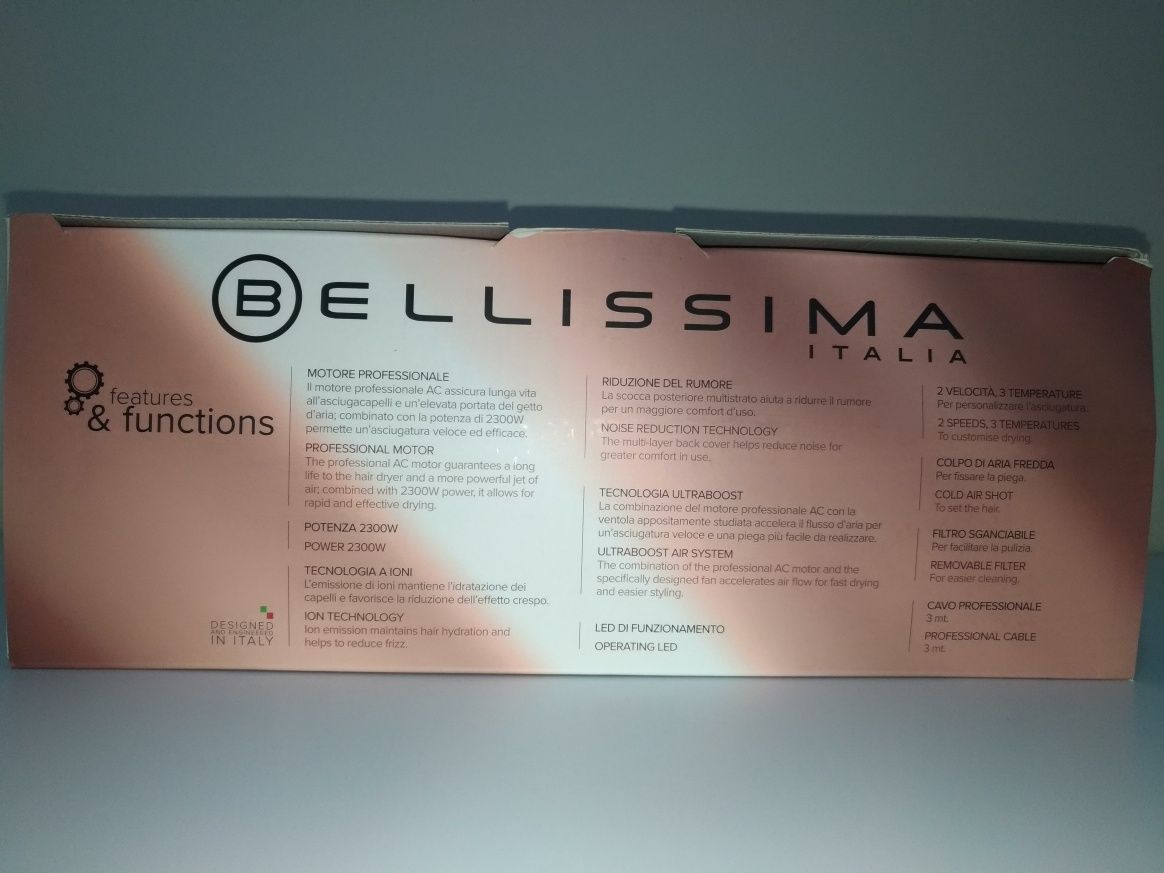 BELLISSIMA
ITALIA
features
& functions
MOTORE PROFESSIONALE
Il motore professionale AC assicura lunga vita
all'asciugacapelli e un'elevata portata del getto
d'aria; combinato con la potenza di 2300W
permette un'asciugatura veloce ed efficace.
PROFESSIONAL MOTOR
The professional AC motor guarantees a long
life to the hair dryer and a more powerful jet of
air; combined with 2300W power, it allows for
rapid and effective drying.
POTENZA 2300W
POWER 2300W
TECNOLOGIA A IONI
L'emissione di ioni mantiene l'idratazione dei
capelli e favorisce la riduzione dell'effetto crespo.
ION TECHNOLOGY
Ion emission maintains hair hydration and
helps to reduce frizz.
RIDUZIONE DEL RUMORE
La scocca posteriore multistrato aiuta a ridurre il rumore
per un maggiore comfort d'uso.
NOISE REDUCTION TECHNOLOGY
The multi-layer back cover helps reduce noise for
greater comfort in use.
TECNOLOGIA ULTRABOOST
La combinazione del motore professionale AC con la
ventola appositamente studiata accelera il flusso d'aria per
un'asciugatura veloce e una piega più facile da realizzare.
ULTRABOOST AIR SYSTEM
The combination of the professional AC motor and the
specifically designed fan accelerates air flow for fast drying
and easier styling.
LED DI FUNZIONAMENTO
OPERATING LED
2 VELOCITÀ, 3 TEMPERATURE
Per personalizzare l'asciugatura.
2 SPEEDS, 3 TEMPERATURES
To customise drying.
COLPO DI ARIA FREDDA
Per fissare la piega.
COLD AIR SHOT
To set the hair.
FILTRO SGANCIABILE
Per facilitare la pulizia.
REMOVABLE FILTER
For easier cleaning.
CAVO PROFESSIONALE
3 mt.
PROFESSIONAL CABLE
3 mt.
DESIGNED
AND ENGINEERED
IN ITALY